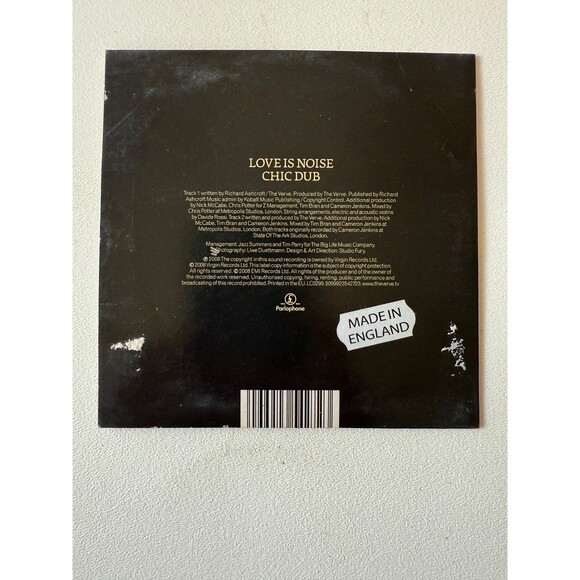 LOVE IS NOISE
CHIC DUB
Track 1 written by Richard Ashcroft / The Verve. Produced by The Verve. Published by Richard
Ashcroft Music admin by Kobalt Music Publishing / Copyright Control. Additional production
by Nick McCabe, Chris Potter for Z Management, Tim Bran and Cameron Jenkins. Mixed by
Chris Potter at Metropolis Studios, London. String arrangements, electric and acoustic violins
by Davide Rossi. Track 2 written and produced by The Verve. Additional production by Nick
McCabe, Tim Bran and Cameron Jenkins. Mixed by Tim Bran and Cameron Jenkins at
Metropolis Studios, London. Both tracks originally recorded by Cameron Jenkins at
State Of The Ark Studios, London.
Management: Jazz Summers and Tim Parry for The Big Life Music Company.
Photography: Liwe Duettmann. Design & Art Direction: Studio Fury.
℗ 2008 The copyright in this sound recording is owned by Virgin Records Ltd.
© 2008 Virgin Records Ltd. This label copy information is the subject of copyright protection.
All rights reserved. © 2008 EMI Records Ltd. All rights of the producer and of the owner of
the recorded work reserved. Unauthorised copying, hiring, renting, public performance and
broadcasting of this record prohibited. Printed in the EU. LC0299. 5099923542723. www.theverve.tv
Parlophone
MADE IN
ENGLAND